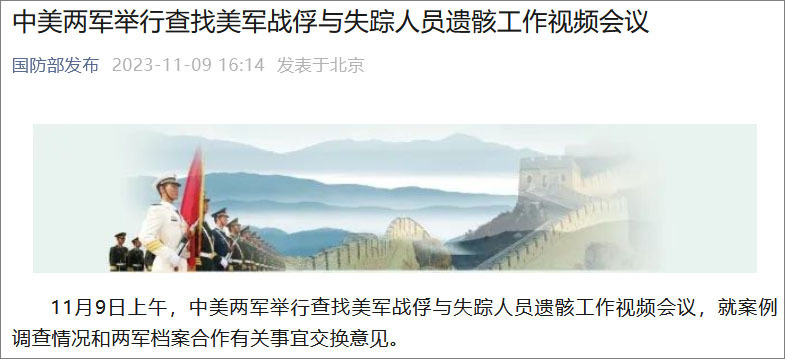 中美两军举行查找美军战俘与失踪人员遗骸工作视频会议
国防部发布 2023-11-09 16:14 发表于北京
11月9日上午，中美两军举行查找美军战俘与失踪人员遗骸工作视频会议，就案例
调查情况和两军档案合作有关事宜交换意见。